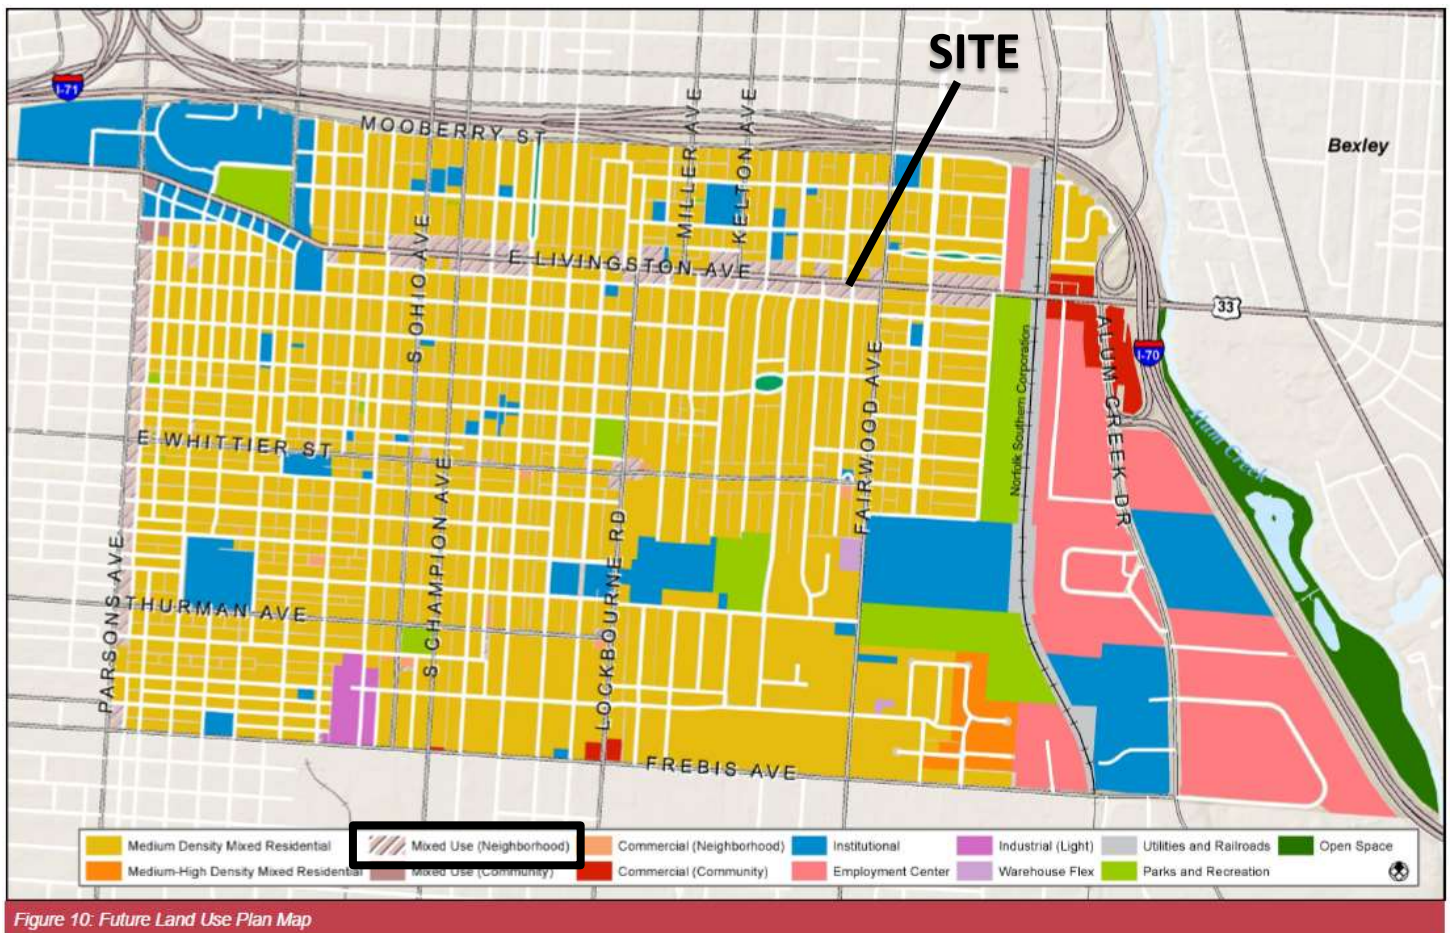 SITE
I-71
MOOBERRY ST
MILLER AVE
KELTON AVE
Bexley
S OHIO AVE
E LIVINGSTON AVE
33
I-70
Norfolk Southern Corporation
ALUM CREEK DR
Alum Creek
FAIRWOOD AVE
E WHITTIER ST
S CHAMPION AVE
LOCKBOURNE RD
PARSONS AVE
THURMAN AVE
FREBIS AVE
Medium Density Mixed Residential
Mixed Use (Neighborhood)
Commercial (Neighborhood)
Institutional
Industrial (Light)
Utilities and Railroads
Open Space
Medium-High Density Mixed Residential
Mixed Use (Community)
Commercial (Community)
Employment Center
Warehouse Flex
Parks and Recreation
Figure 10: Future Land Use Plan Map